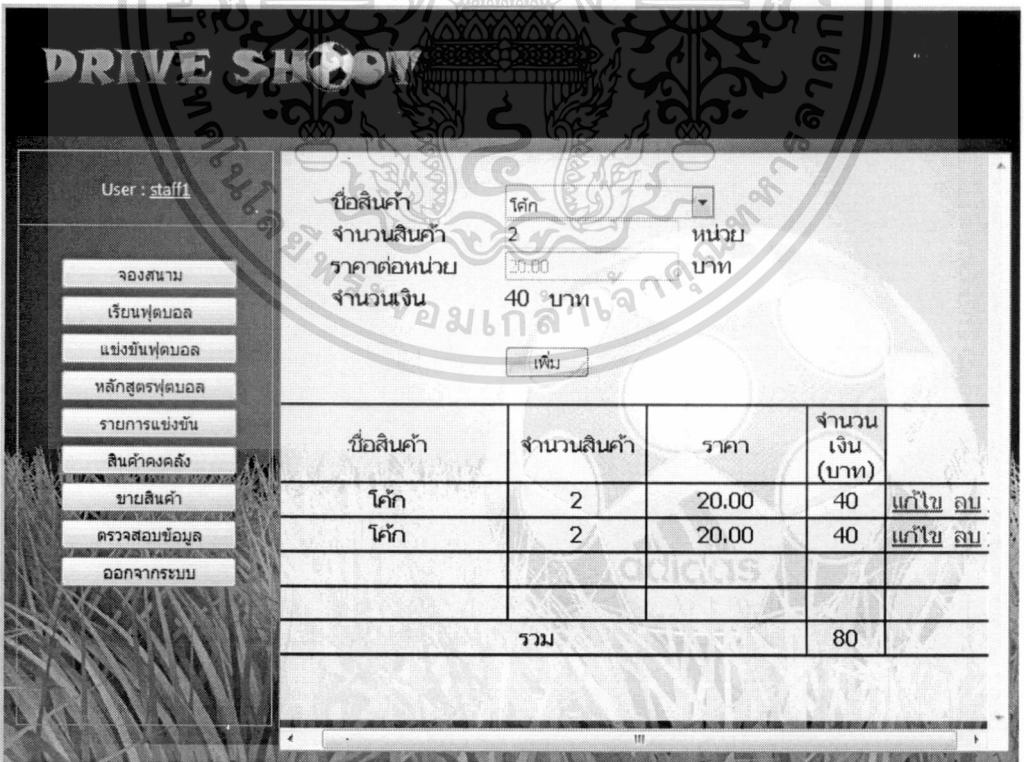 DRIVE SHOOT
User : staff1
จองสนาม
เรียนฟุตบอล
แข่งขันฟุตบอล
หลักสูตรฟุตบอล
รายการแข่งขัน
สินค้าคงคลัง
ขายสินค้า
ตรวจสอบข้อมูล
ออกจากระบบ
ชื่อสินค้า โค้ก
จำนวนสินค้า 2 หน่วย
ราคาต่อหน่วย 20.00 บาท
จำนวนเงิน 40 บาท
เพิ่ม
ชื่อสินค้า จำนวนสินค้า ราคา จำนวน
เงิน
(บาท)
โค้ก 2 20.00 40 แก้ไข ลบ
โค้ก 2 20.00 40 แก้ไข ลบ
รวม 80
adidas